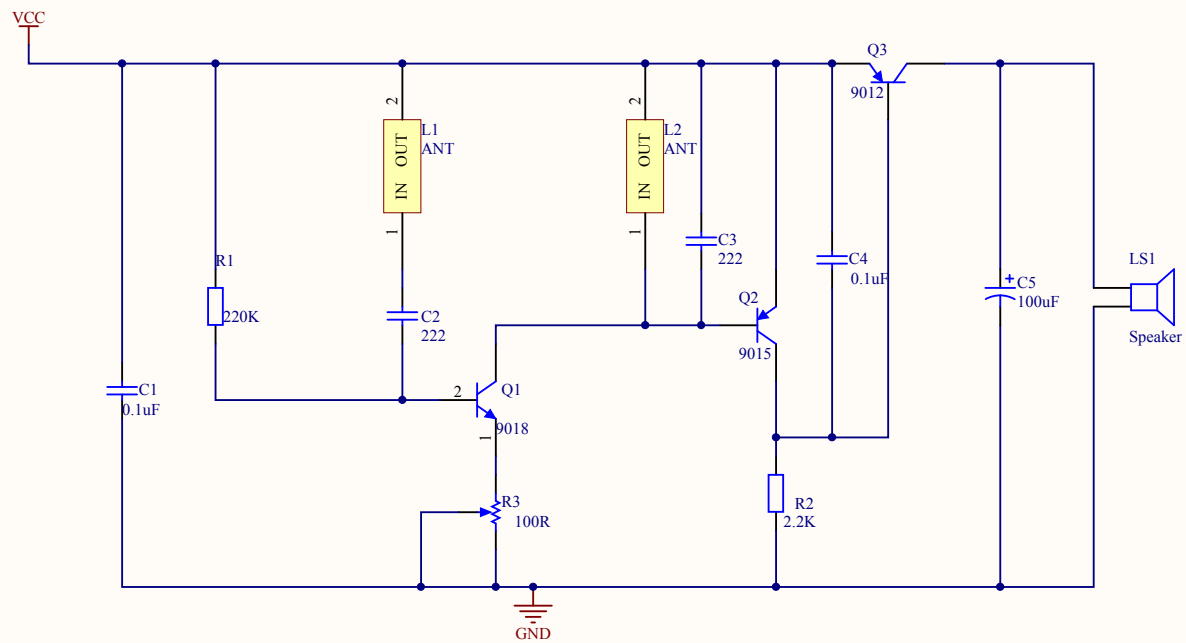 VCC
Q3
9012
2
L1
ANT
OUT
IN
1
2
L2
ANT
OUT
IN
1
C3
222
C4
0.1uF
LS1
Speaker
R1
220K
C2
222
Q2
9015
+
C5
100uF
C1
0.1uF
2
Q1
9018
1
R3
100R
R2
2.2K
GND